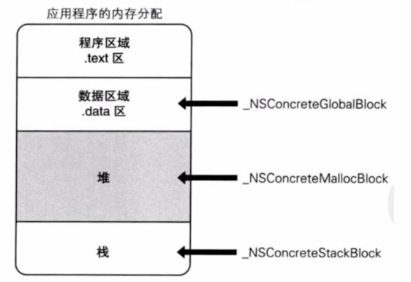 应用程序的内存分配
程序区域
.text 区
数据区域
.data 区
_NSConcreteGlobalBlock
堆
_NSConcreteMallocBlock
栈
_NSConcreteStackBlock